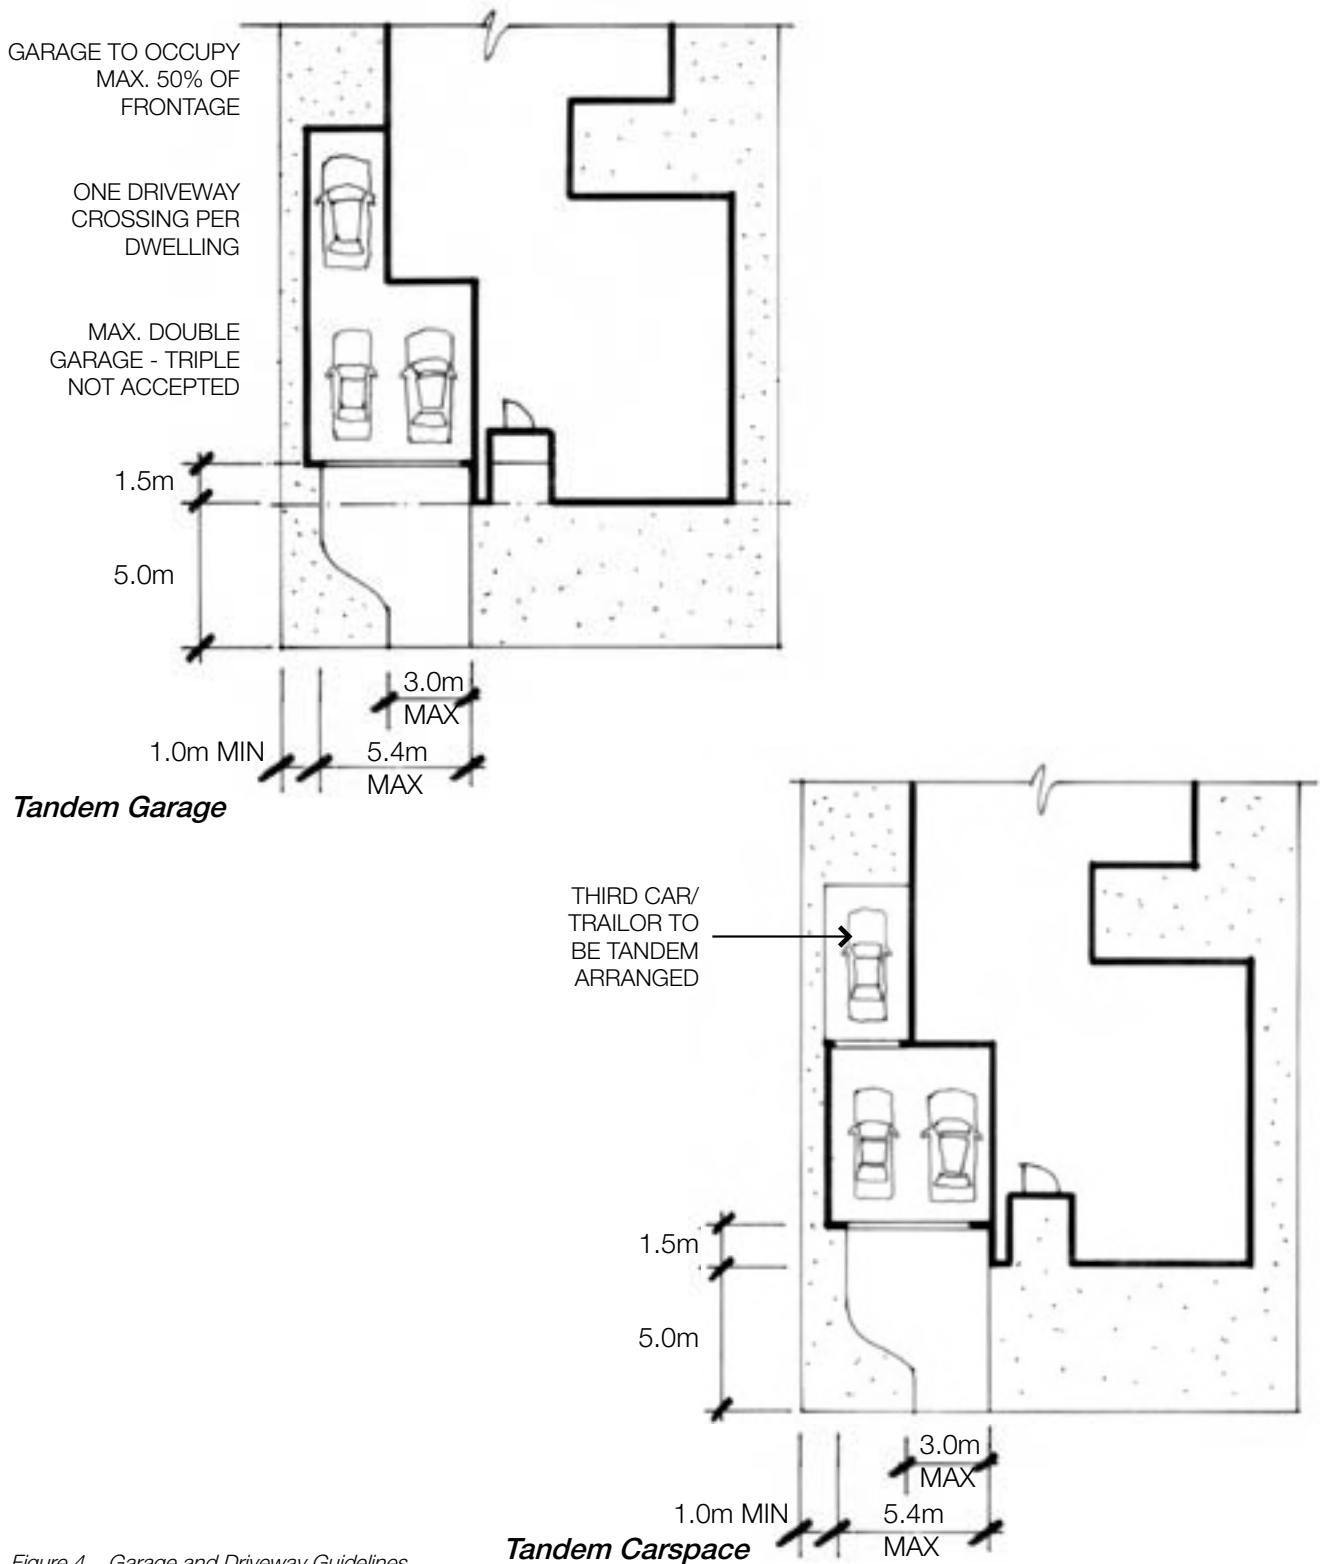 GARAGE TO OCCUPY
MAX. 50% OF
FRONTAGE
ONE DRIVEWAY
CROSSING PER
DWELLING
MAX. DOUBLE
GARAGE - TRIPLE
NOT ACCEPTED
1.5m
5.0m
3.0m
MAX
1.0m MIN
5.4m
MAX
Tandem Garage
THIRD CAR/
TRAILOR TO
BE TANDEM
ARRANGED
1.5m
5.0m
3.0m
MAX
1.0m MIN
5.4m
MAX
Tandem Carspace
Figure 4 Garage and Driveway Guidelines